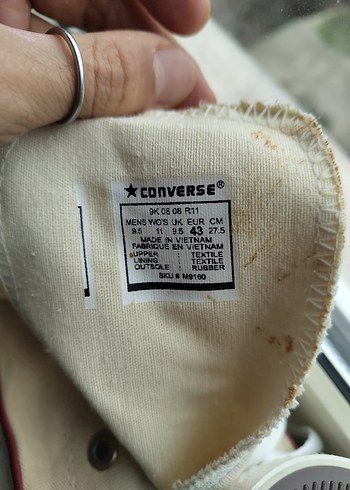 ★CONVERSE®
9K 08 08 R11
MENS WO'S UK EUR CM
9.5 11 9.5 43 27.5
MADE IN VIETNAM
FABRIQUE EN VIETNAM
UPPER : TEXTILE
LINING : TEXTILE
OUTSOLE : RUBBER
SKU # M9160